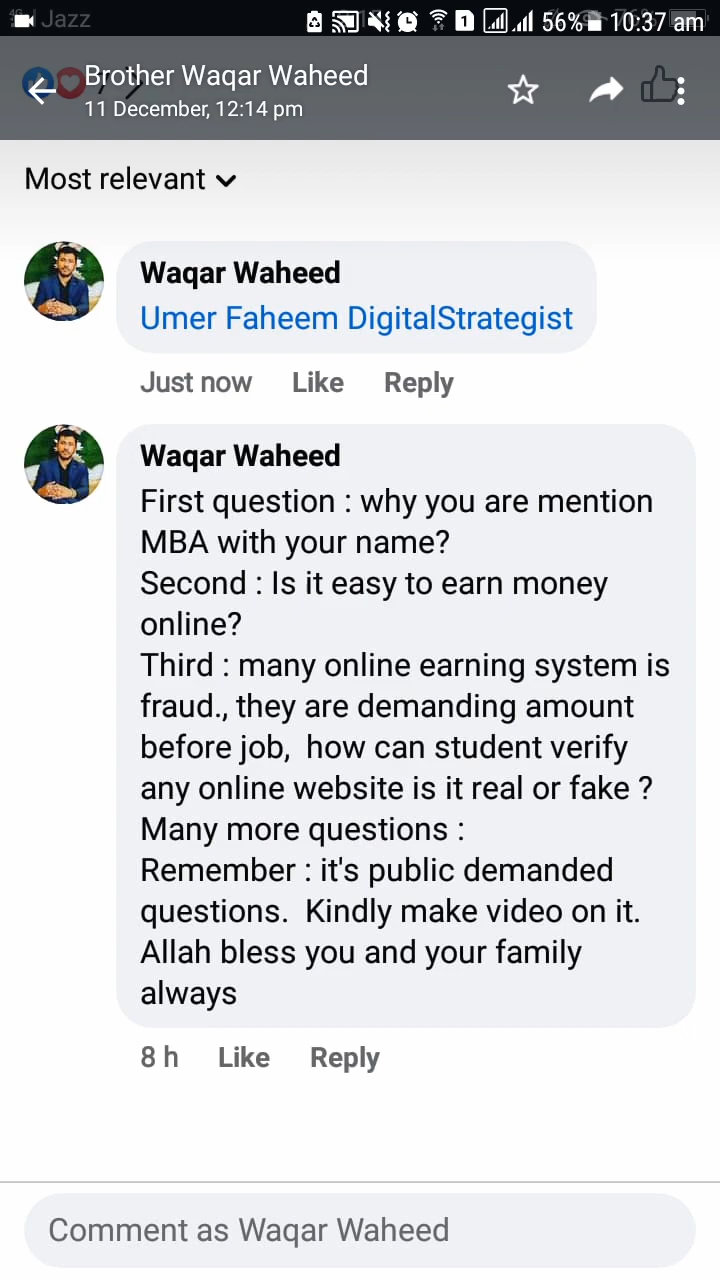 Jazz
1
56%
10:37 am
Brother Waqar Waheed
11 December, 12:14 pm
Most relevant
Waqar Waheed
Umer Faheem DigitalStrategist
Just now Like Reply
Waqar Waheed
First question : why you are mention
MBA with your name?
Second : Is it easy to earn money
online?
Third : many online earning system is
fraud., they are demanding amount
before job,  how can student verify
any online website is it real or fake ?
Many more questions :
Remember : it's public demanded
questions.  Kindly make video on it.
Allah bless you and your family
always
8 h Like Reply
Comment as Waqar Waheed